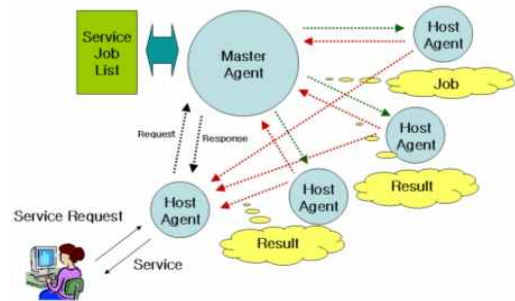 Service
Job
List
Master
Agent
Host
Agent
Job
Request
Response
Host
Agent
Result
Host
Agent
Host
Agent
Result
Service Request
Service